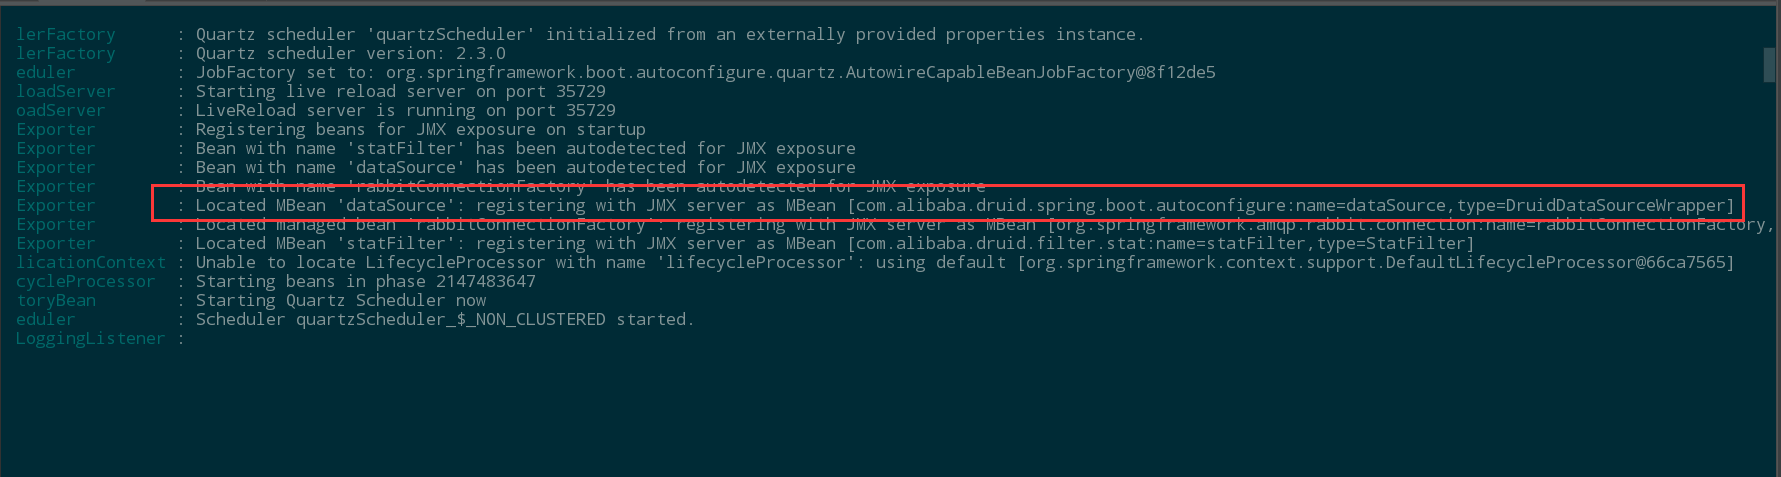 lerFactory : Quartz scheduler 'quartzScheduler' initialized from an externally provided properties instance.
lerFactory : Quartz scheduler version: 2.3.0
eduler : JobFactory set to: org.springframework.boot.autoconfigure.quartz.AutowireCapableBeanJobFactory@8f12de5
loadServer : Starting live reload server on port 35729
oadServer : LiveReload server is running on port 35729
Exporter : Registering beans for JMX exposure on startup
Exporter : Bean with name 'statFilter' has been autodetected for JMX exposure
Exporter : Bean with name 'dataSource' has been autodetected for JMX exposure
Exporter : Bean with name 'rabbitConnectionFactory' has been autodetected for JMX exposure
Exporter : Located MBean 'dataSource': registering with JMX server as MBean [com.alibaba.druid.spring.boot.autoconfigure:name=dataSource,type=DruidDataSourceWrapper]
Exporter : Located managed bean 'rabbitConnectionFactory': registering with JMX server as MBean [org.springframework.amqp.rabbit.connection:name=rabbitConnectionFactory,
Exporter : Located MBean 'statFilter': registering with JMX server as MBean [com.alibaba.druid.filter.stat:name=statFilter,type=StatFilter]
licationContext : Unable to locate LifecycleProcessor with name 'lifecycleProcessor': using default [org.springframework.context.support.DefaultLifecycleProcessor@66ca7565]
cycleProcessor : Starting beans in phase 2147483647
toryBean : Starting Quartz Scheduler now
eduler : Scheduler quartzScheduler_$_NON_CLUSTERED started.
LoggingListener :